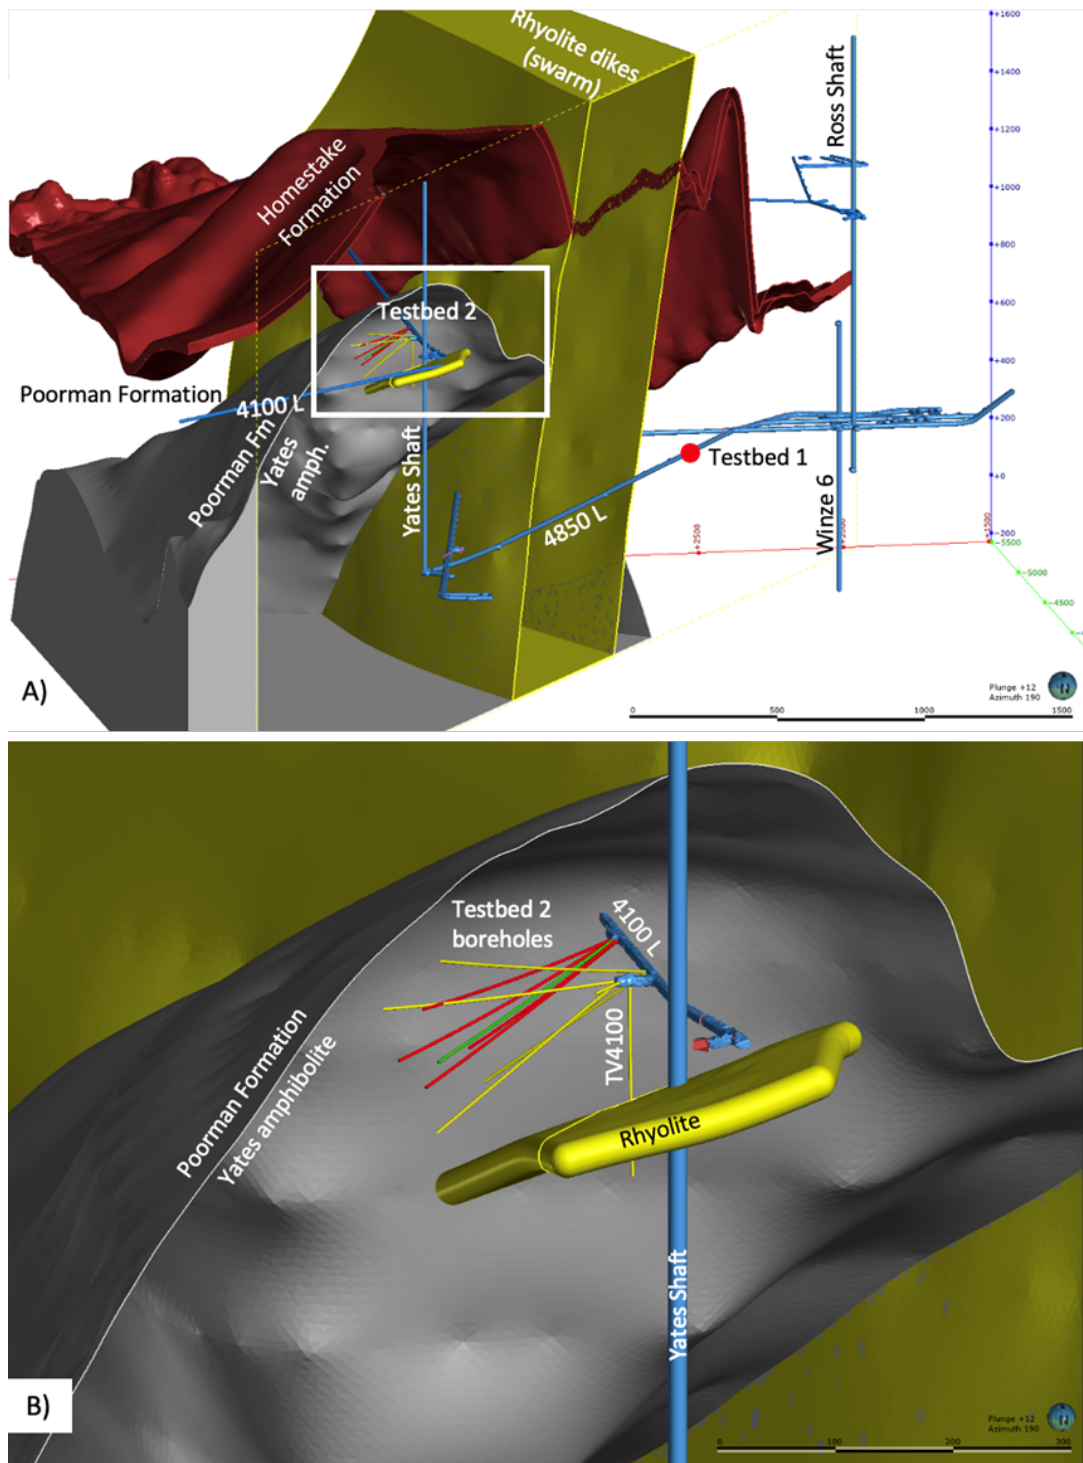 Rhyolite dikes
(swarm)
Homestake
Formation
Ross Shaft
+1600
+1400
+1200
+1000
+800
+600
+400
+200
+0
-200
Testbed 2
Poorman Formation
4100 L
Poorman Fm
Yates
amph.
Yates Shaft
Testbed 1
4850 L
Winze 6
+2500
+2000
+1500
-5500
-5000
-4500
A)
Plunge +12
Azimuth 190
0
500
1000
1500
Testbed 2
boreholes
4100 L
TV4100
Poorman Formation
Yates amphibolite
Rhyolite
Yates Shaft
B)
Plunge +12
Azimuth 190
0
100
200
300